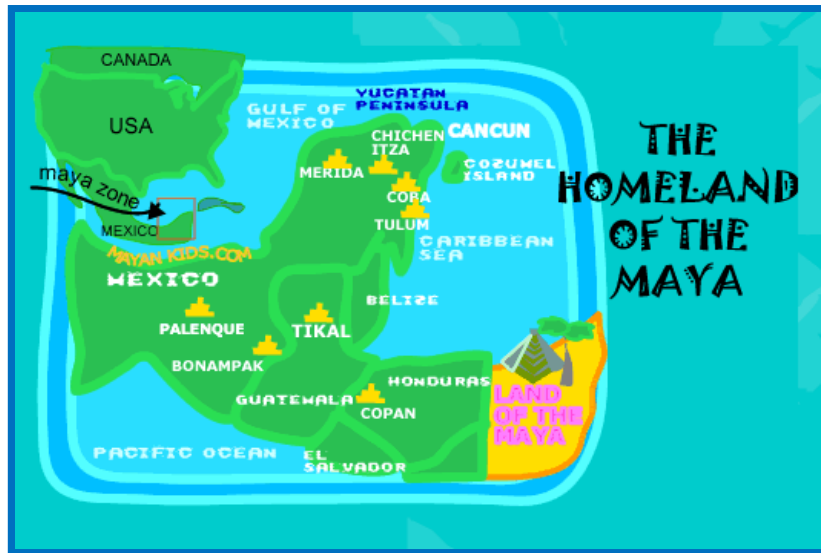 CANADA
USA
maya zone
MEXICO
MAYAN KIDS.COM
YUCATAN
PENINSULA
GULF OF
MEXICO
CHICHEN
ITZA
CANCUN
MERIDA
COZUMEL
ISLAND
COBA
TULUM
CARIBBEAN
SEA
MEXICO
BELIZE
PALENQUE
TIKAL
BONAMPAK
HONDURAS
GUATEMALA
COPAN
LAND
OF THE
MAYA
PACIFIC OCEAN
EL
SALVADOR
THE
HOMELAND
OF THE
MAYA